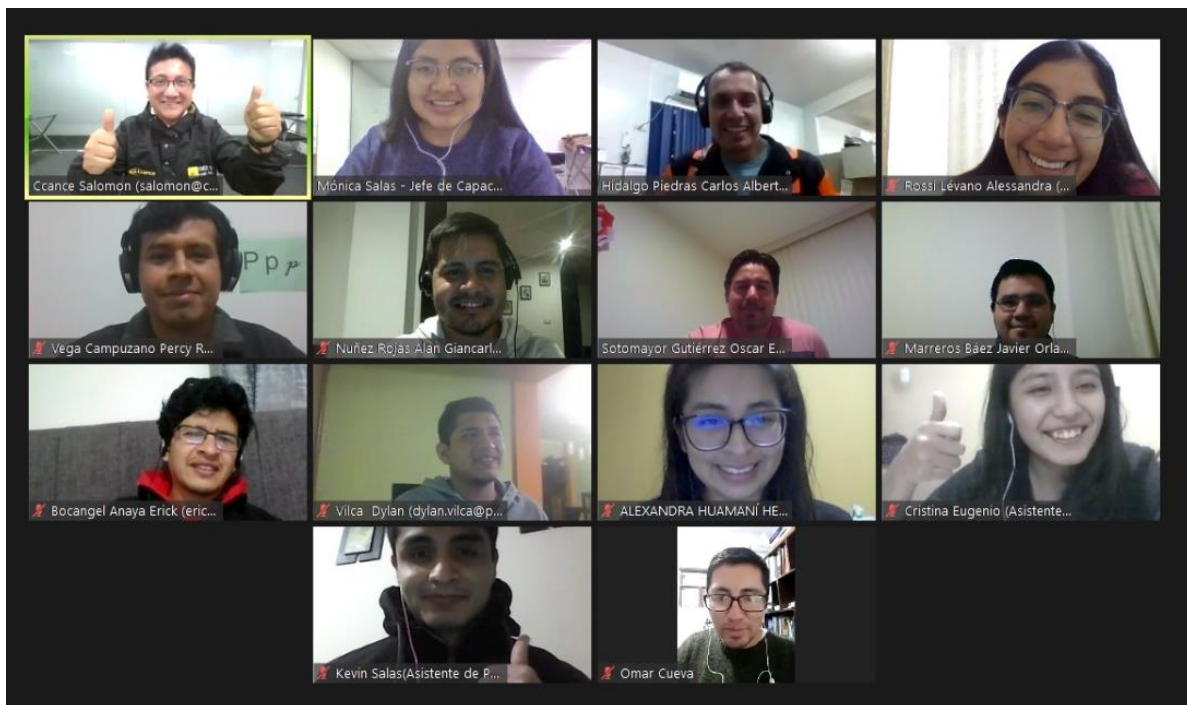 Ccance Salomon (salomon@c...
Mónica Salas - Jefe de Capac...
Hidalgo Piedras Carlos Albert...
Rossi Lévano Alessandra (...
Vega Campuzano Percy R...
Ppp
Nuñez Rojas Alan Giancarl...
Sotomayor Gutiérrez Oscar E...
Marreros Báez Javier Orla...
Bocangel Anaya Erick (eric...
Vilca Dylan (dylan.vilca@p...
ALEXANDRA HUAMANÍ HE...
Cristina Eugenio (Asistente...
Kevin Salas(Asistente de P...
Omar Cueva